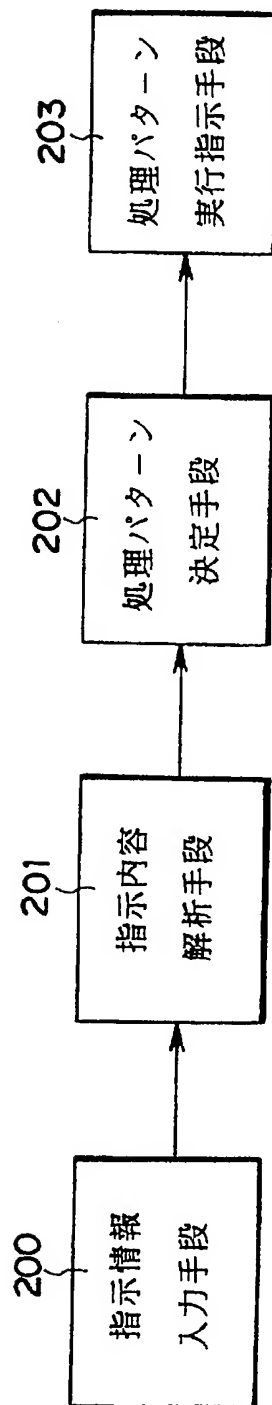 200
指示情報
入力手段
201
指示内容
解析手段
202
処理パターン
決定手段
203
処理パターン
実行指示手段